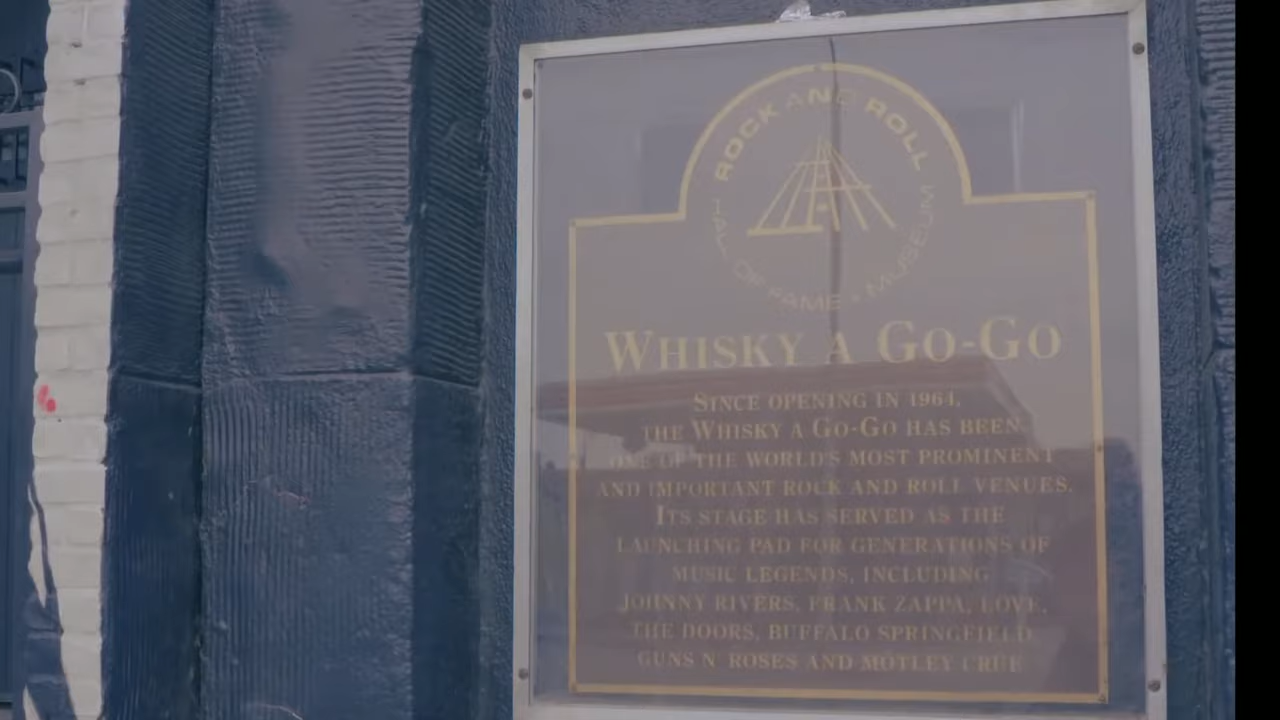 ROCK AND ROLL
HALL OF FAME • MUSEUM
WHISKY A GO-GO
SINCE OPENING IN 1964,
THE WHISKY A GO-GO HAS BEEN
ONE OF THE WORLD'S MOST PROMINENT
AND IMPORTANT ROCK AND ROLL VENUES.
ITS STAGE HAS SERVED AS THE
LAUNCHING PAD FOR GENERATIONS OF
MUSIC LEGENDS, INCLUDING
JOHNNY RIVERS, FRANK ZAPPA, LOVE,
THE DOORS, BUFFALO SPRINGFIELD
GUNS N' ROSES AND MÖTLEY CRÜE